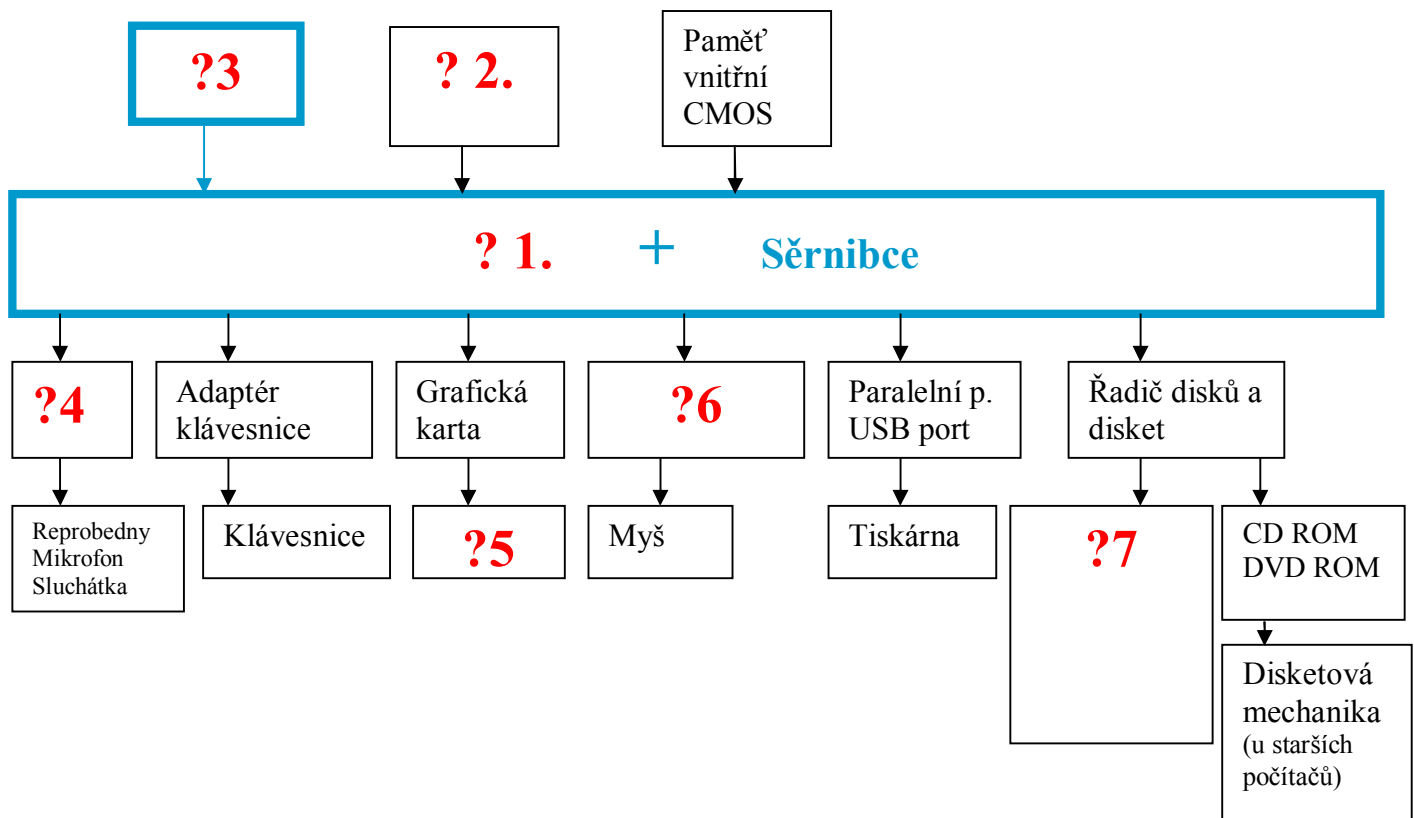 ?3
? 2.
Paměť
vnitřní
CMOS
? 1. + Sěrnibce
?4
Adaptér
klávesnice
Grafická
karta
?6
Paralelní p.
USB port
Řadič disků a
disket
Reprobedny
Mikrofon
Sluchátka
Klávesnice
?5
Myš
Tiskárna
?7
CD ROM
DVD ROM
Disketová
mechanika
(u starších
počítačů)